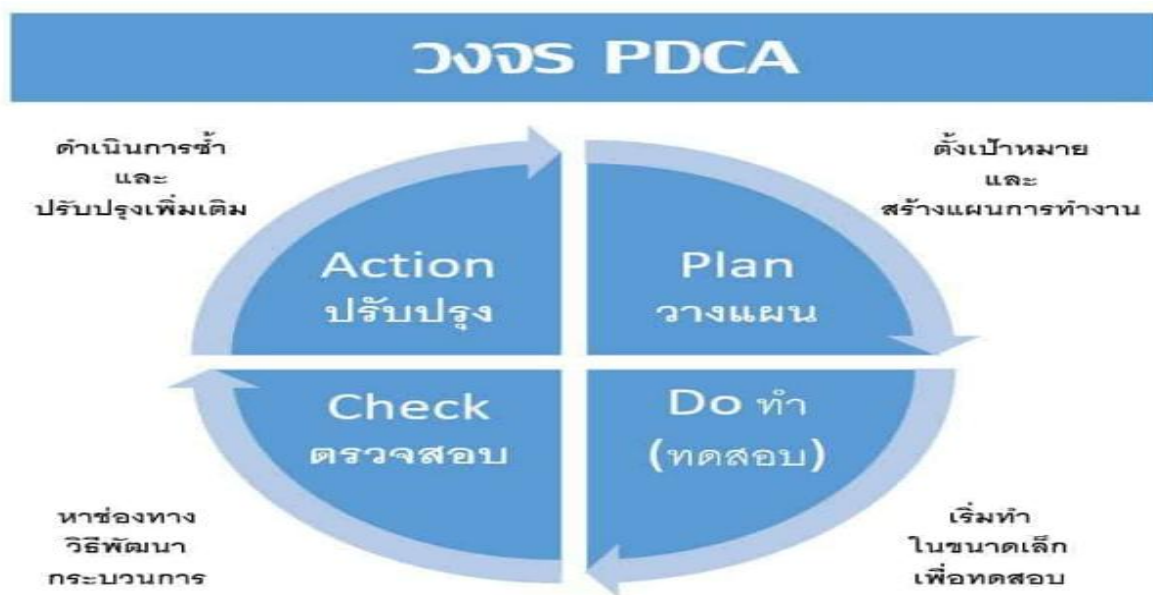 วงจร PDCA
ดำเนินการซ้ำ
และ
ปรับปรุงเพิ่มเติม
ตั้งเป้าหมาย
และ
สร้างแผนการทำงาน
Action
ปรับปรุง
Plan
วางแผน
Check
ตรวจสอบ
Do ทำ
(ทดสอบ)
หาช่องทาง
วิธีพัฒนา
กระบวนการ
เริ่มทำ
ในขนาดเล็ก
เพื่อทดสอบ